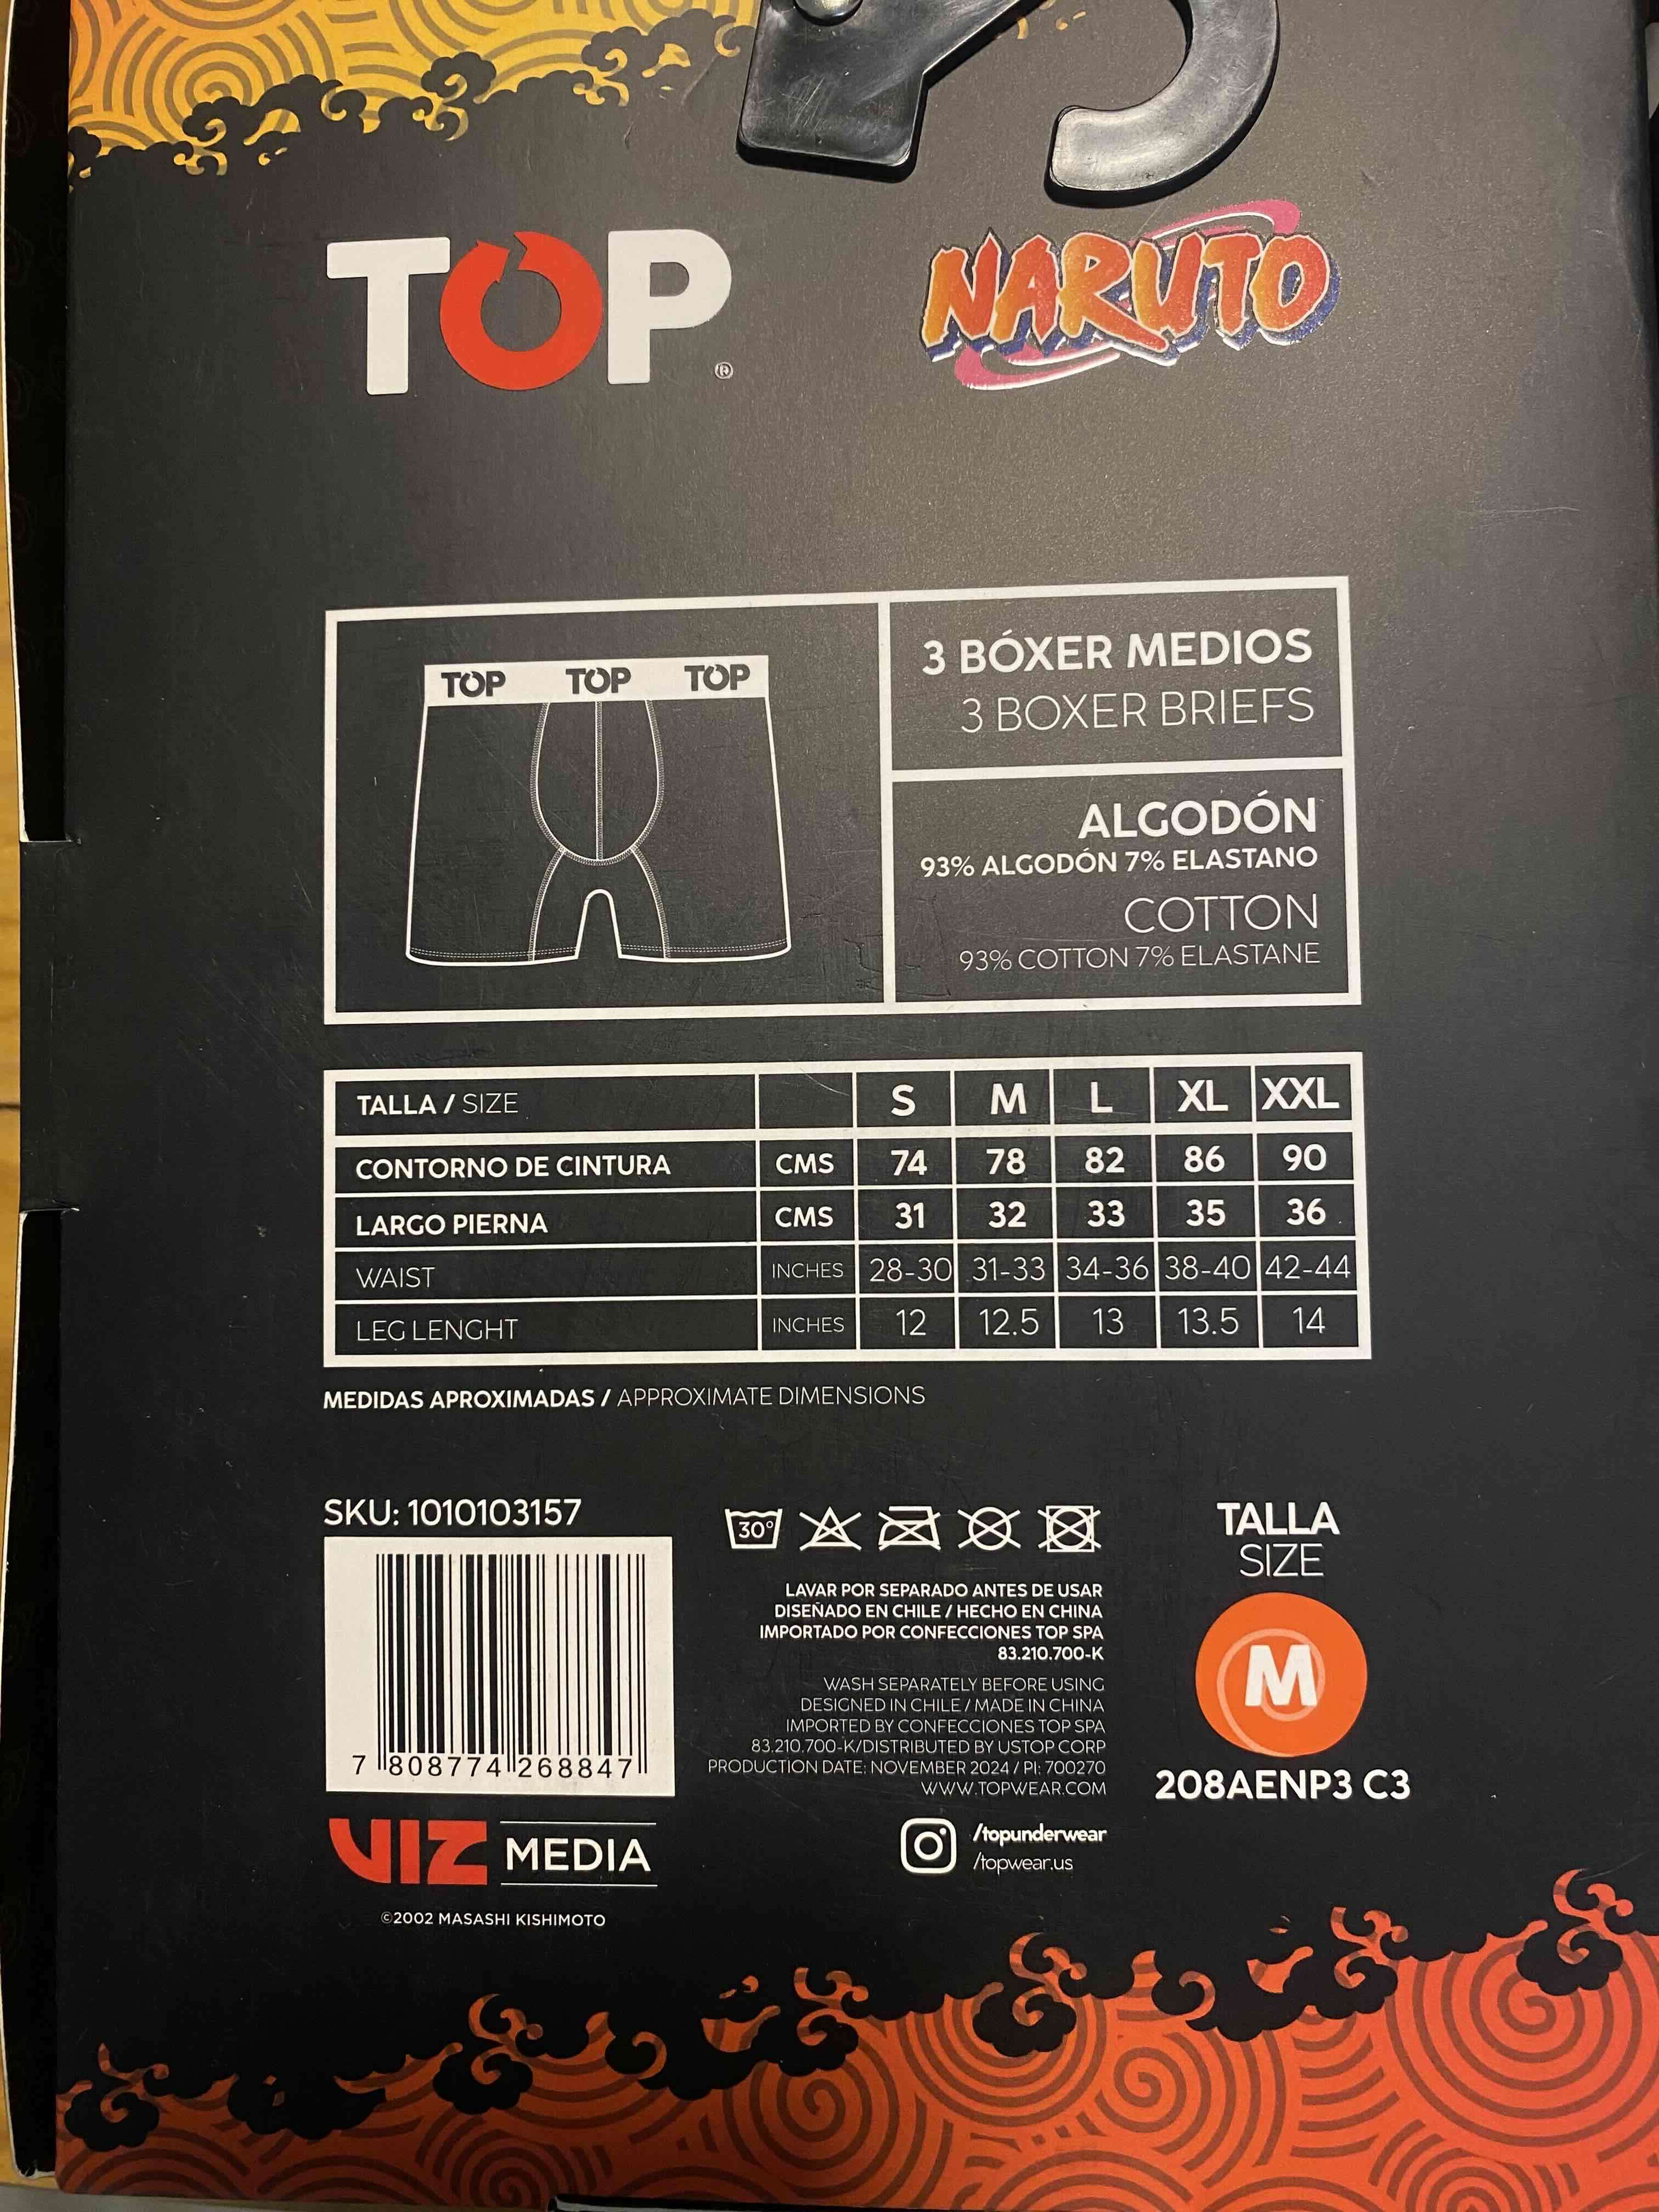 TOP®
NARUTO
TOP TOP TOP
3 BÓXER MEDIOS
3 BOXER BRIEFS
ALGODÓN
93% ALGODÓN 7% ELASTANO
COTTON
93% COTTON 7% ELASTANE
TALLA / SIZE S M L XL XXL
CONTORNO DE CINTURA CMS 74 78 82 86 90
LARGO PIERNA CMS 31 32 33 35 36
WAIST INCHES 28-30 31-33 34-36 38-40 42-44
LEG LENGHT INCHES 12 12.5 13 13.5 14
MEDIDAS APROXIMADAS / APPROXIMATE DIMENSIONS
SKU: 1010103157
7 808774 268847
30°
LAVAR POR SEPARADO ANTES DE USAR
DISEÑADO EN CHILE / HECHO EN CHINA
IMPORTADO POR CONFECCIONES TOP SPA
83.210.700-K
WASH SEPARATELY BEFORE USING
DESIGNED IN CHILE / MADE IN CHINA
IMPORTED BY CONFECCIONES TOP SPA
83.210.700-K/DISTRIBUTED BY USTOP CORP
PRODUCTION DATE: NOVEMBER 2024 / PI: 700270
WWW.TOPWEAR.COM
TALLA
SIZE
M
208AENP3 C3
VIZ MEDIA
©2002 MASASHI KISHIMOTO
/topunderwear
/topwear.us